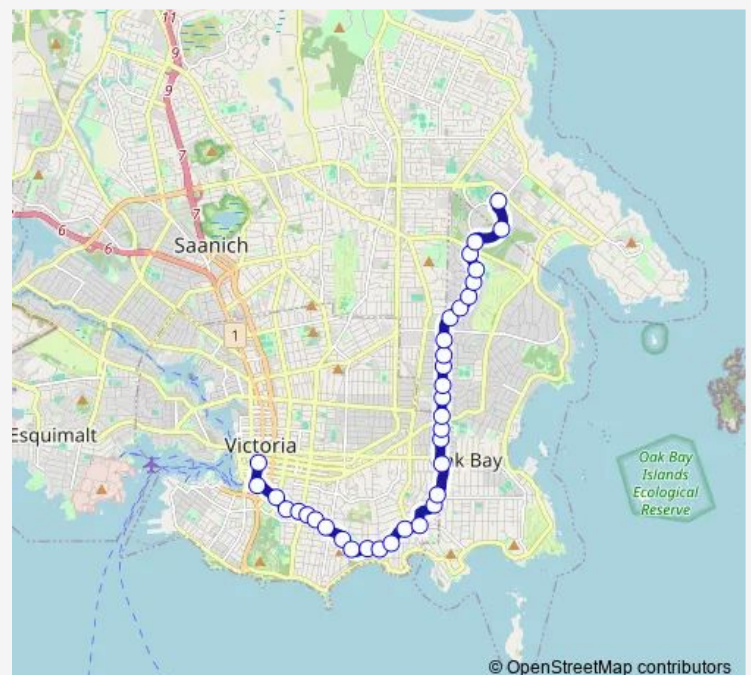 11
9
9
7
6
6
7
Saanich
1
Esquimalt
Victoria
k Bay
Oak Bay
Islands
Ecological
Reserve
© OpenStreetMap contributors